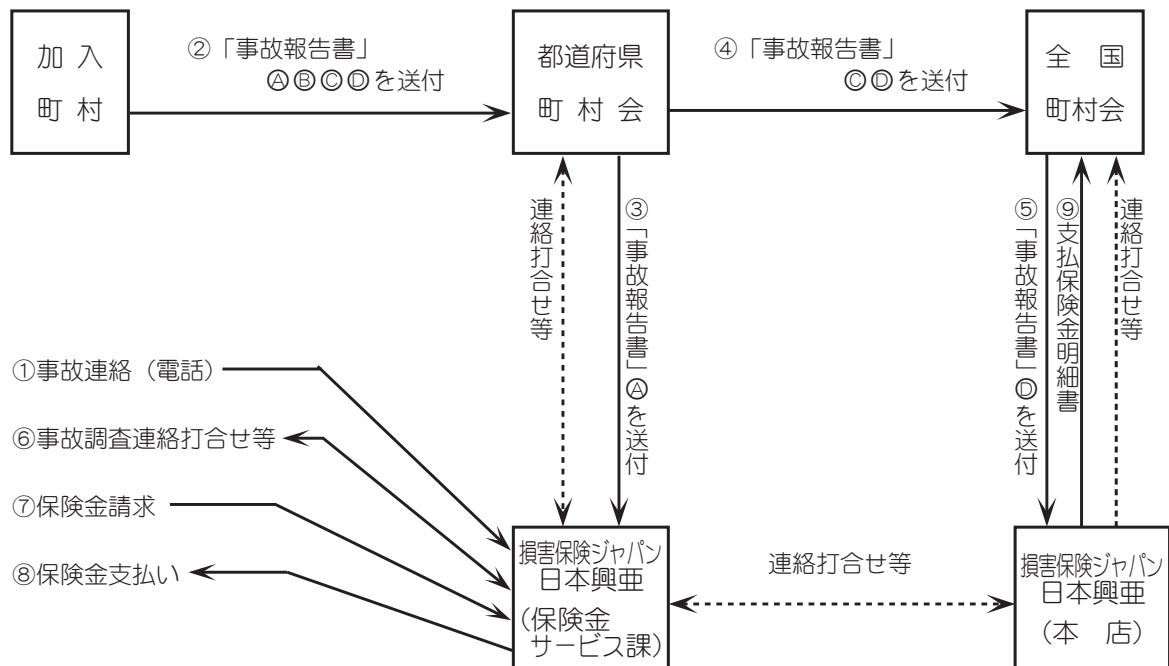 加入
町村
②「事故報告書」
ⒶⒷⒸⒹを送付
都道府県
町村会
④「事故報告書」
ⒸⒹを送付
全国
町村会
連絡打合せ等
③「事故報告書」Ⓐを送付
⑤「事故報告書」Ⓓを送付
⑨支払保険金明細書
連絡打合せ等
①事故連絡（電話）
⑥事故調査連絡打合せ等
⑦保険金請求
⑧保険金支払い
損害保険ジャパン
日本興亜
（保険金
サービス課）
連絡打合せ等
損害保険ジャパン
日本興亜
（本店）